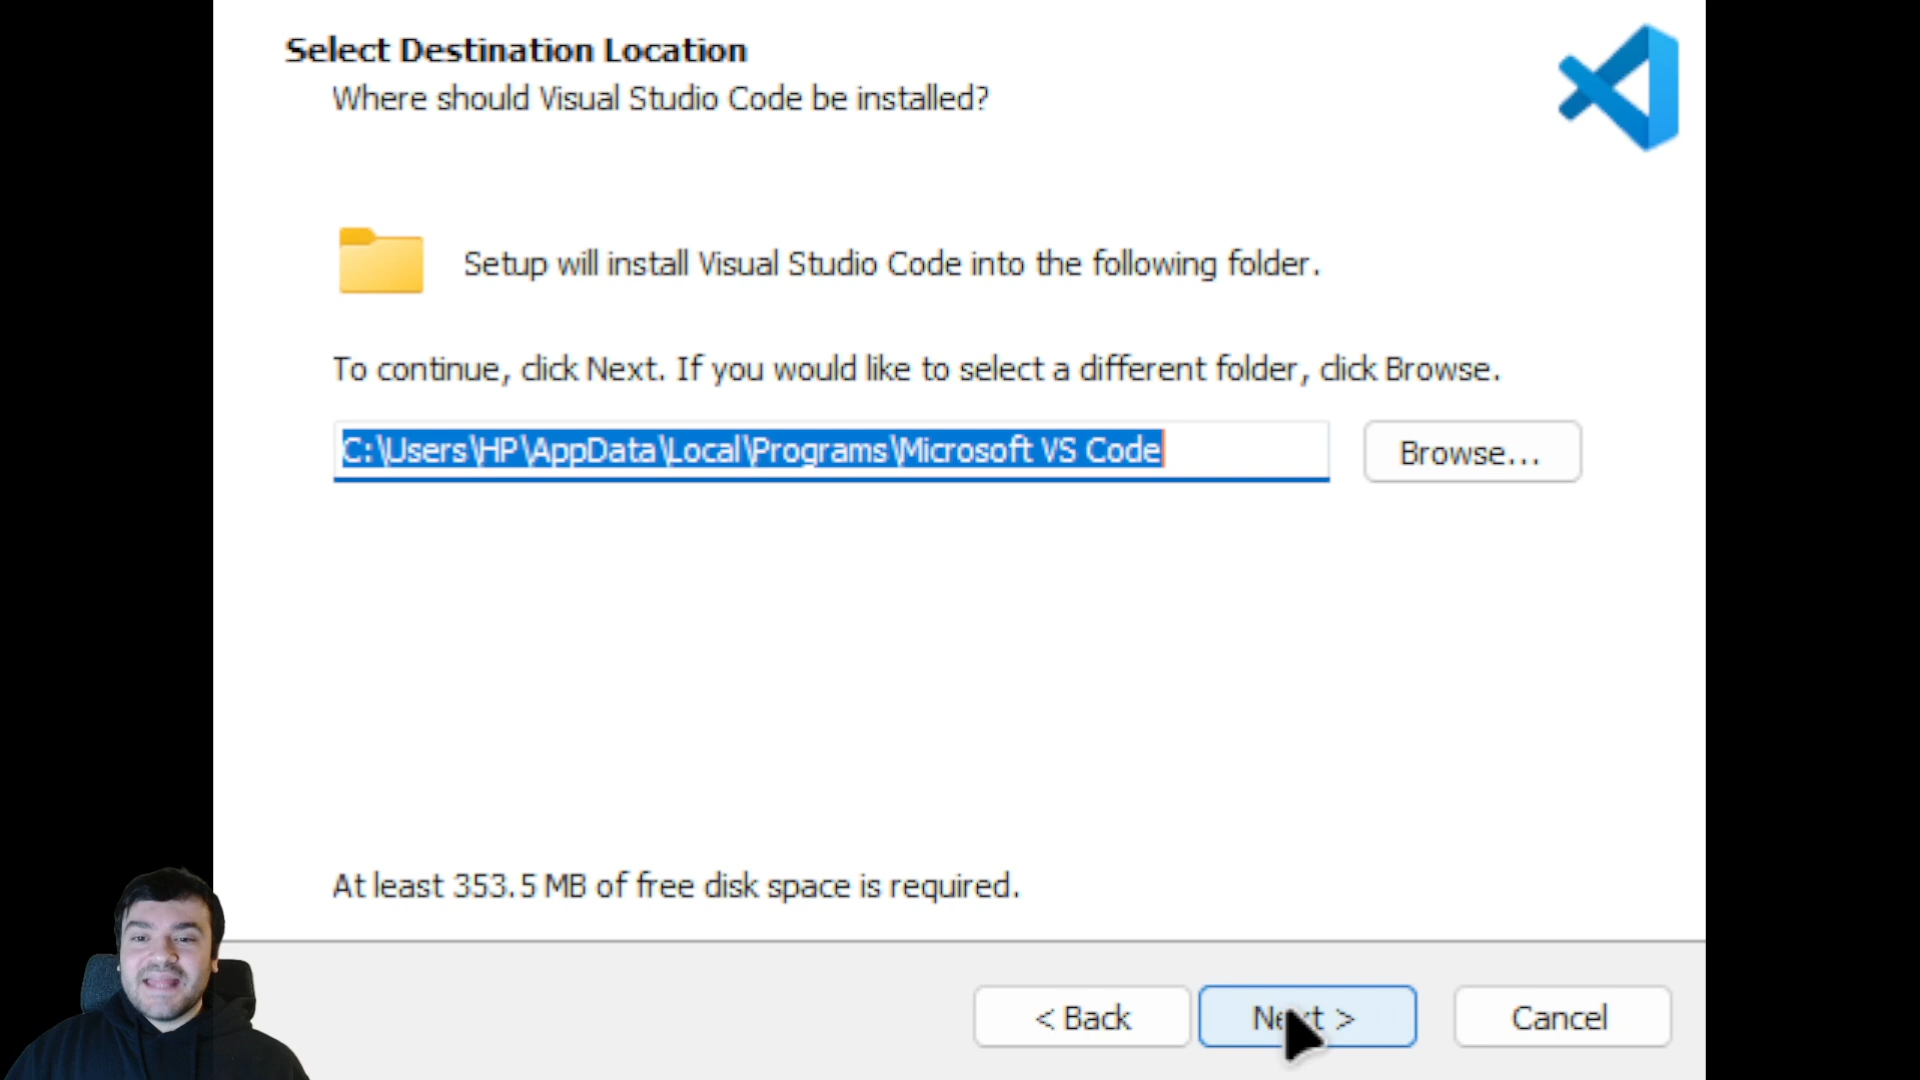 Select Destination Location
Where should Visual Studio Code be installed?
Setup will install Visual Studio Code into the following folder.
To continue, click Next. If you would like to select a different folder, click Browse.
C:\Users\HP\AppData\Local\Programs\Microsoft VS Code
Browse...
At least 353.5 MB of free disk space is required.
< Back
Next >
Cancel